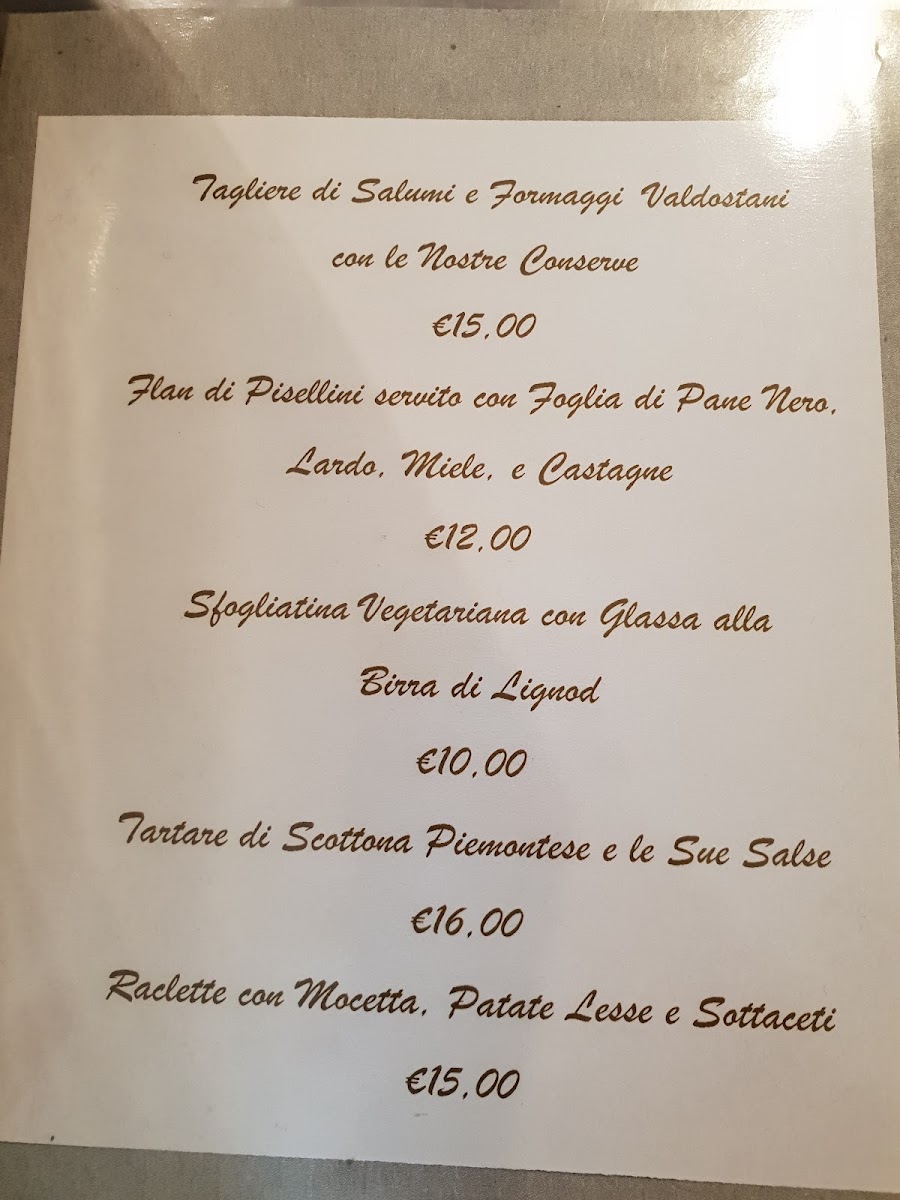 Tagliere di Salumi e Formaggi Valdostani
con le Nostre Conserve
€15,00
Flan di Pisellini servito con Foglia di Pane Nero,
Lardo, Miele, e Castagne
€12,00
Sfogliatina Vegetariana con Glassa alla
Birra di Lignod
€10,00
Tartare di Scottona Piemontese e le Sue Salse
€16,00
Raclette con Mocetta, Patate Lesse e Sottaceti
€15,00